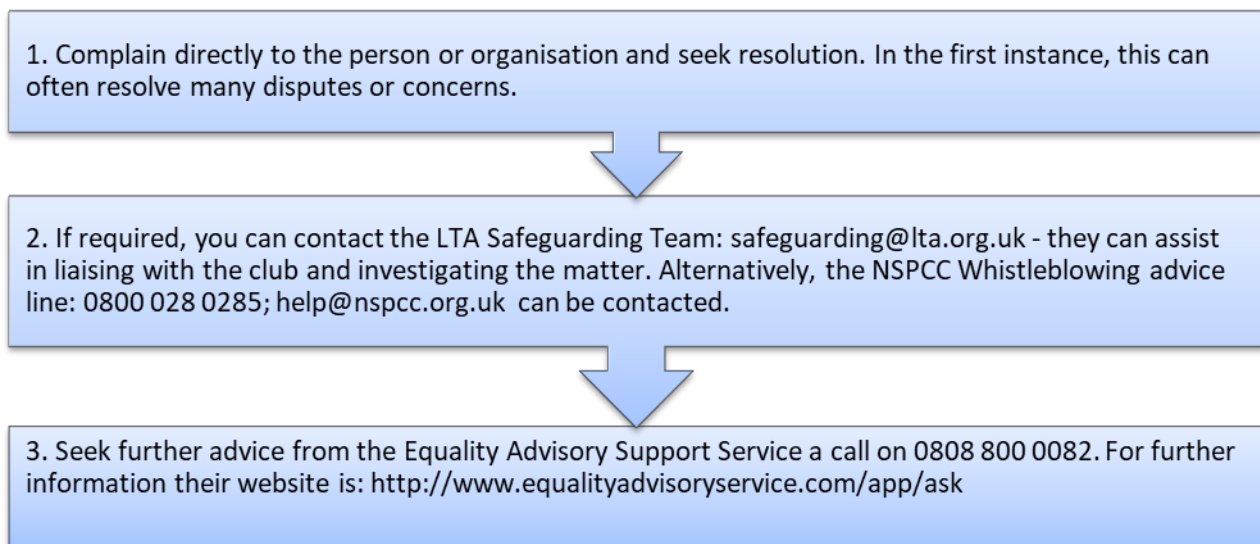 1. Complain directly to the person or organisation and seek resolution. In the first instance, this can
often resolve many disputes or concerns.
2. If required, you can contact the LTA Safeguarding Team: safeguarding@lta.org.uk - they can assist
in liaising with the club and investigating the matter. Alternatively, the NSPCC Whistleblowing advice
line: 0800 028 0285; help@nspcc.org.uk can be contacted.
3. Seek further advice from the Equality Advisory Support Service a call on 0808 800 0082. For further
information their website is: http://www.equalityadvisoryservice.com/app/ask